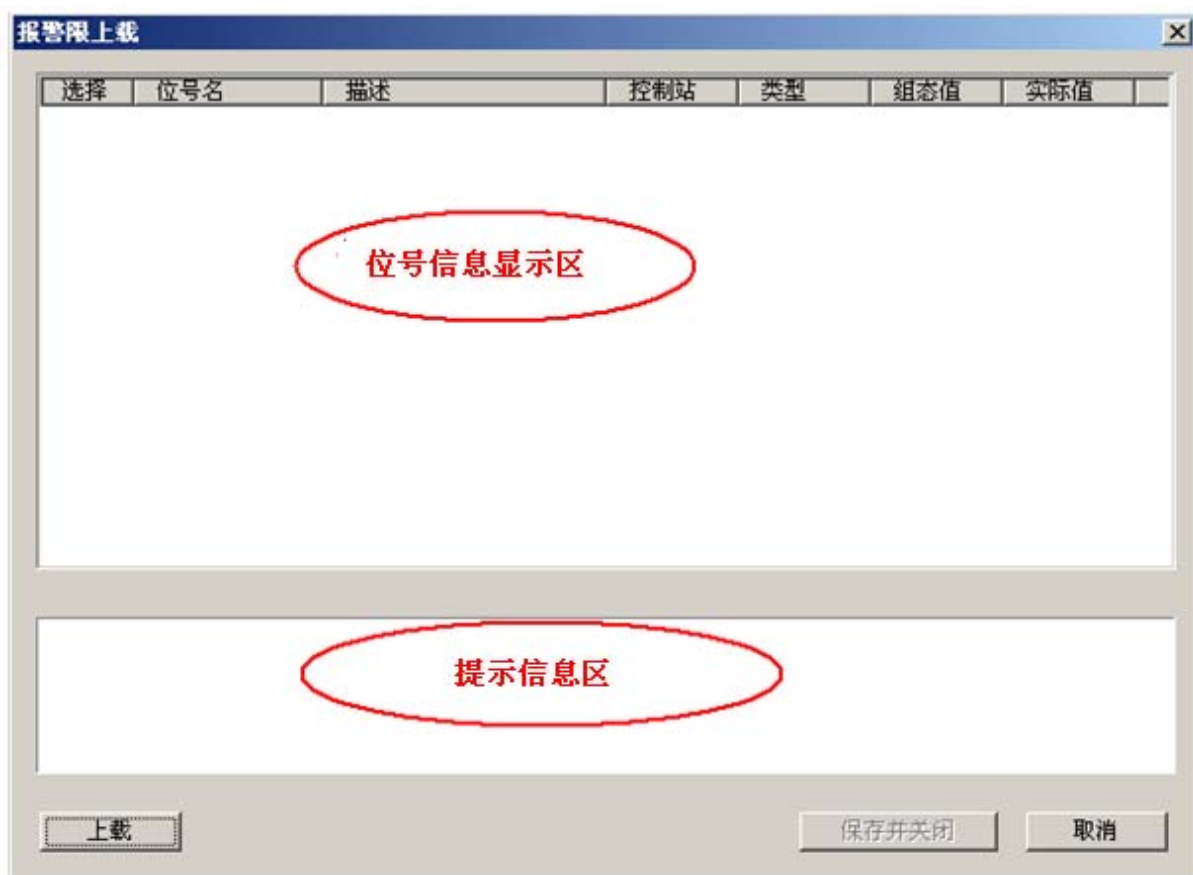 报警限上载
选择 位号名 描述 控制站 类型 组态值 实际值
位号信息显示区
提示信息区
上载 保存并关闭 取消